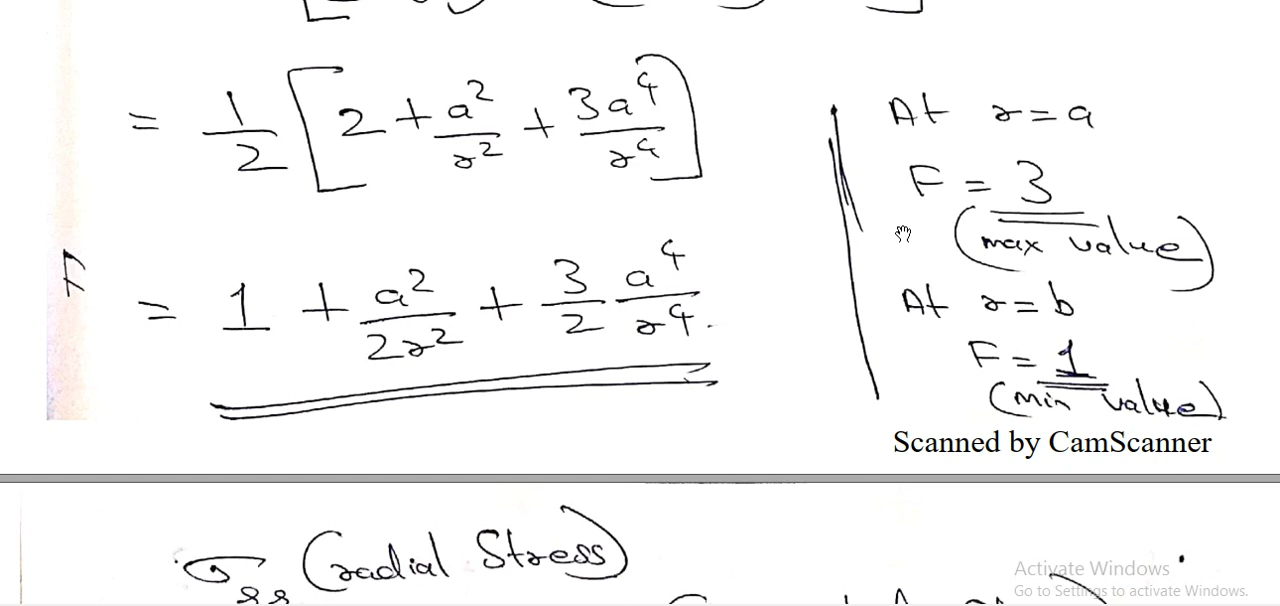 = 1/2 [2 + a²/r² + 3a⁴/r⁴]
F = 1 + a²/2r² + 3/2 a⁴/r⁴.
At r=a
F = 3
(max value)
At r=b
F = 1
(min value)
Scanned by CamScanner
σrr (radial Stress)
Activate Windows
Go to Settings to activate Windows.